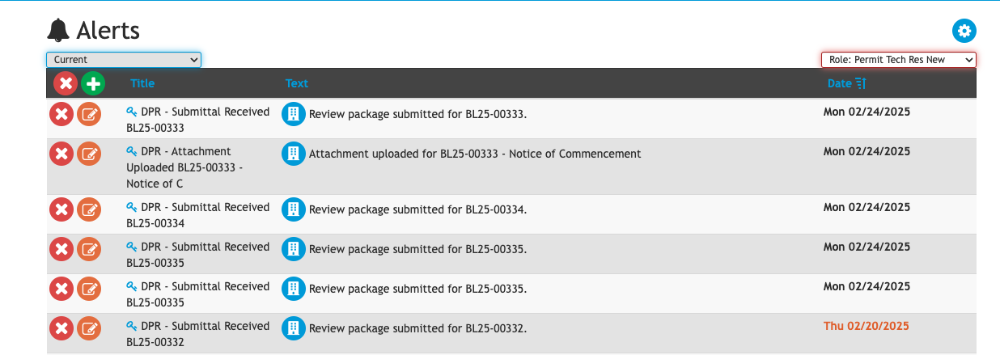 Alerts
Current
Role: Permit Tech Res New
Title Text Date
DPR - Submittal Received Review package submitted for BL25-00333. Mon 02/24/2025
BL25-00333
DPR - Attachment Attachment uploaded for BL25-00333 - Notice of Commencement Mon 02/24/2025
Uploaded BL25-00333 -
Notice of C
DPR - Submittal Received Review package submitted for BL25-00334. Mon 02/24/2025
BL25-00334
DPR - Submittal Received Review package submitted for BL25-00335. Mon 02/24/2025
BL25-00335
DPR - Submittal Received Review package submitted for BL25-00335. Mon 02/24/2025
BL25-00335
DPR - Submittal Received Review package submitted for BL25-00332. Thu 02/20/2025
BL25-00332